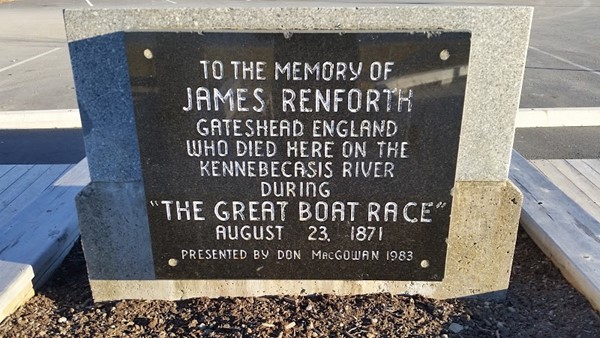 TO THE MEMORY OF
JAMES RENFORTH
GATESHEAD ENGLAND
WHO DIED HERE ON THE
KENNEBECASIS RIVER
DURING
"THE GREAT BOAT RACE"
AUGUST 23, 1871
PRESENTED BY DON MACGOWAN 1983